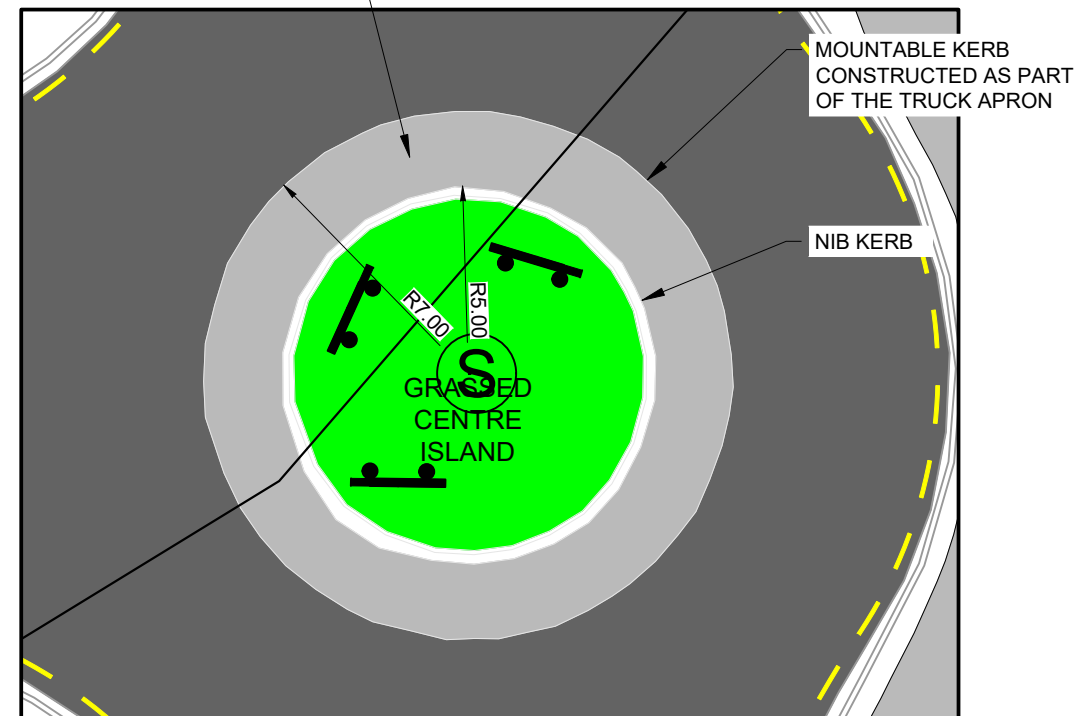 MOUNTABLE KERB
CONSTRUCTED AS PART
OF THE TRUCK APRON
NIB KERB
R7.00
R5.00
S
GRASSED
CENTRE
ISLAND